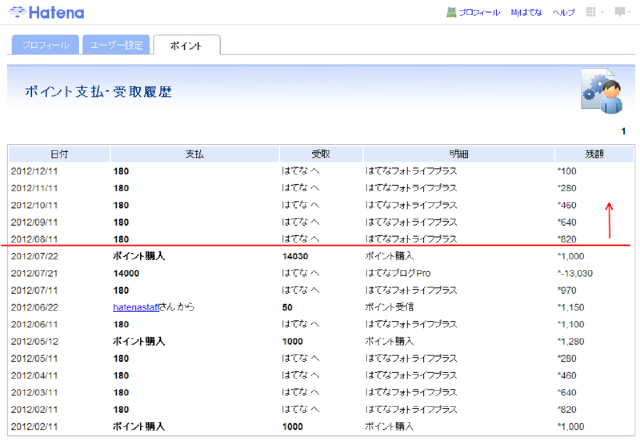 Hatena
プロフィール Myはてな ヘルプ
プロフィール ユーザー設定 ポイント
ポイント支払・受取履歴
1
日付 支払 受取 明細 残額
2012/12/11 180 はてな へ はてなフォトライフプラス *100
2012/11/11 180 はてな へ はてなフォトライフプラス *280
2012/10/11 180 はてな へ はてなフォトライフプラス *460
2012/09/11 180 はてな へ はてなフォトライフプラス *640
2012/08/11 180 はてな へ はてなフォトライフプラス *820
2012/07/22 ポイント購入 14030 ポイント購入 *1,000
2012/07/21 14000 はてな へ はてなブログPro *-13,030
2012/07/11 180 はてな へ はてなフォトライフプラス *970
2012/06/22 hatenastaffさんから 50 ポイント受信 *1,150
2012/06/11 180 はてな へ はてなフォトライフプラス *1,100
2012/05/12 ポイント購入 1000 ポイント購入 *1,280
2012/05/11 180 はてな へ はてなフォトライフプラス *280
2012/04/11 180 はてな へ はてなフォトライフプラス *460
2012/03/11 180 はてな へ はてなフォトライフプラス *640
2012/02/11 180 はてな へ はてなフォトライフプラス *820
2012/02/11 ポイント購入 1000 ポイント購入 *1,000